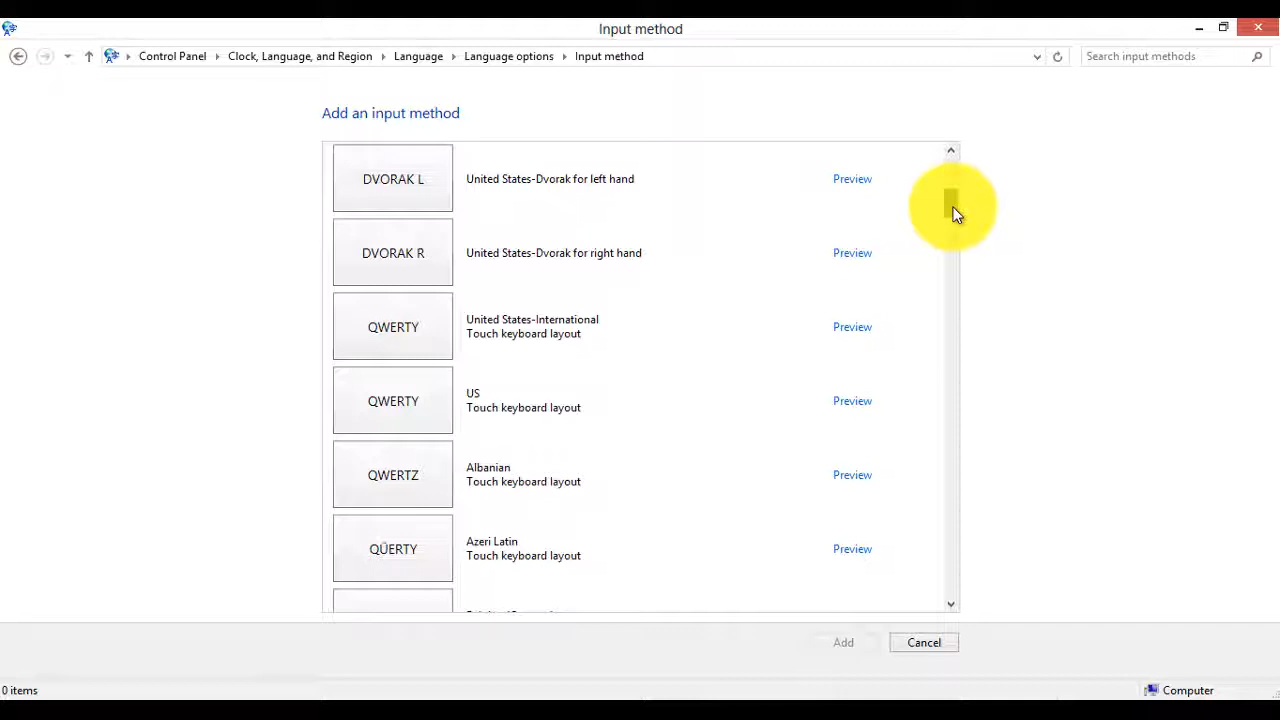 Input method
Control Panel Clock, Language, and Region Language Language options Input method
Search input methods
Add an input method
DVORAK L United States-Dvorak for left hand Preview
DVORAK R United States-Dvorak for right hand Preview
QWERTY United States-International Preview
Touch keyboard layout
QWERTY US Preview
Touch keyboard layout
QWERTZ Albanian Preview
Touch keyboard layout
QÜERTY Azeri Latin Preview
Touch keyboard layout
Add Cancel
0 items
Computer